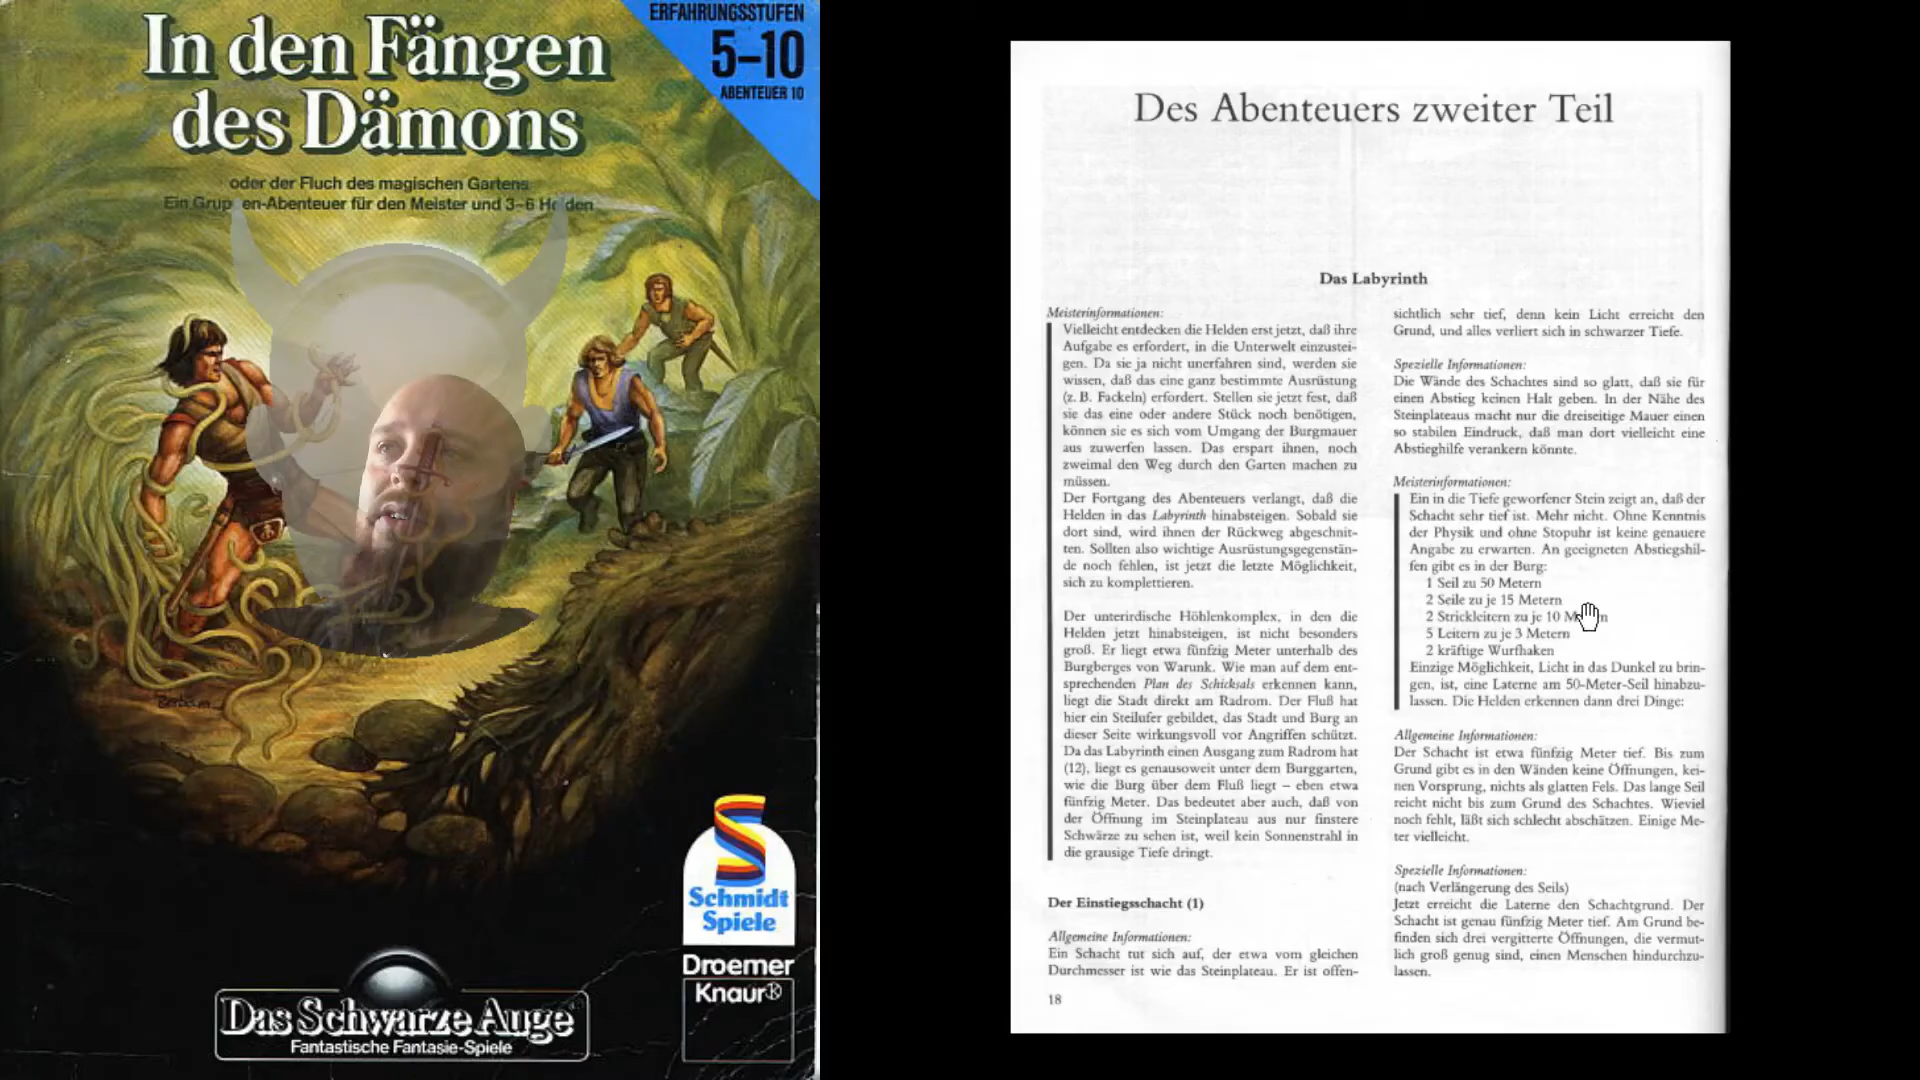 In den Fängen
des Dämons
oder der Fluch des magischen Gartens
Ein Gruppen-Abenteuer für den Meister und 3–6 Helden
ERFAHRUNGSSTUFEN
5–10
ABENTEUER 10
Schmidt
Spiele
Droemer
Knaur
Das Schwarze Auge
Fantastische Fantasie-Spiele
Des Abenteuers zweiter Teil
Das Labyrinth
Meisterinformationen:
Vielleicht entdecken die Helden erst jetzt, daß ihre
Aufgabe es erfordert, in die Unterwelt einzustei-
gen. Da sie ja nicht unerfahren sind, werden sie
wissen, daß das eine ganz bestimmte Ausrüstung
(z. B. Fackeln) erfordert. Stellen sie jetzt fest, daß
sie das eine oder andere Stück noch benötigen,
können sie es sich vom Umgang der Burgmauer
aus zuwerfen lassen. Das erspart ihnen, noch
zweimal den Weg durch den Garten machen zu
müssen.
Der Fortgang des Abenteuers verlangt, daß die
Helden in das Labyrinth hinabsteigen. Sobald sie
dort sind, wird ihnen der Rückweg abgeschnit-
ten. Sollten also wichtige Ausrüstungsgegenstän-
de noch fehlen, ist jetzt die letzte Möglichkeit,
sich zu komplettieren.
Der unterirdische Höhlenkomplex, in den die
Helden jetzt hinabsteigen, ist nicht besonders
groß. Er liegt etwa fünfzig Meter unterhalb des
Burgberges von Warunk. Wie man auf dem ent-
sprechenden Plan des Schicksals erkennen kann,
liegt die Stadt direkt am Radrom. Der Fluß hat
hier ein Steilufer gebildet, das Stadt und Burg an
dieser Seite wirkungsvoll vor Angriffen schützt.
Da das Labyrinth einen Ausgang zum Radrom hat
(12), liegt es genausoweit unter dem Burggarten,
wie die Burg über dem Fluß liegt – eben etwa
fünfzig Meter. Das bedeutet aber auch, daß von
der Öffnung im Steinplateau aus nur finstere
Schwärze zu sehen ist, weil kein Sonnenstrahl in
die grausige Tiefe dringt.
Der Einstiegsschacht (1)
Allgemeine Informationen:
Ein Schacht tut sich auf, der etwa vom gleichen
Durchmesser ist wie das Steinplateau. Er ist offen-
18
sichtlich sehr tief, denn kein Licht erreicht den
Grund, und alles verliert sich in schwarzer Tiefe.
Spezielle Informationen:
Die Wände des Schachtes sind so glatt, daß sie für
einen Abstieg keinen Halt geben. In der Nähe des
Steinplateaus macht nur die dreiseitige Mauer einen
so stabilen Eindruck, daß man dort vielleicht eine
Abstieghilfe verankern könnte.
Meisterinformationen:
Ein in die Tiefe geworfener Stein zeigt an, daß der
Schacht sehr tief ist. Mehr nicht. Ohne Kenntnis
der Physik und ohne Stopuhr ist keine genauere
Angabe zu erwarten. An geeigneten Abstiegshil-
fen gibt es in der Burg:
1 Seil zu 50 Metern
2 Seile zu je 15 Metern
2 Strickleitern zu je 10 Metern
5 Leitern zu je 3 Metern
2 kräftige Wurfhaken
Einzige Möglichkeit, Licht in das Dunkel zu brin-
gen, ist, eine Laterne am 50-Meter-Seil hinabzu-
lassen. Die Helden erkennen dann drei Dinge:
Allgemeine Informationen:
Der Schacht ist etwa fünfzig Meter tief. Bis zum
Grund gibt es in den Wänden keine Öffnungen, kei-
nen Vorsprung, nichts als glatten Fels. Das lange Seil
reicht nicht bis zum Grund des Schachtes. Wieviel
noch fehlt, läßt sich schlecht abschätzen. Einige Me-
ter vielleicht.
Spezielle Informationen:
(nach Verlängerung des Seils)
Jetzt erreicht die Laterne den Schachtgrund. Der
Schacht ist genau fünfzig Meter tief. Am Grund be-
finden sich drei vergitterte Öffnungen, die vermut-
lich groß genug sind, einen Menschen hindurchzu-
lassen.